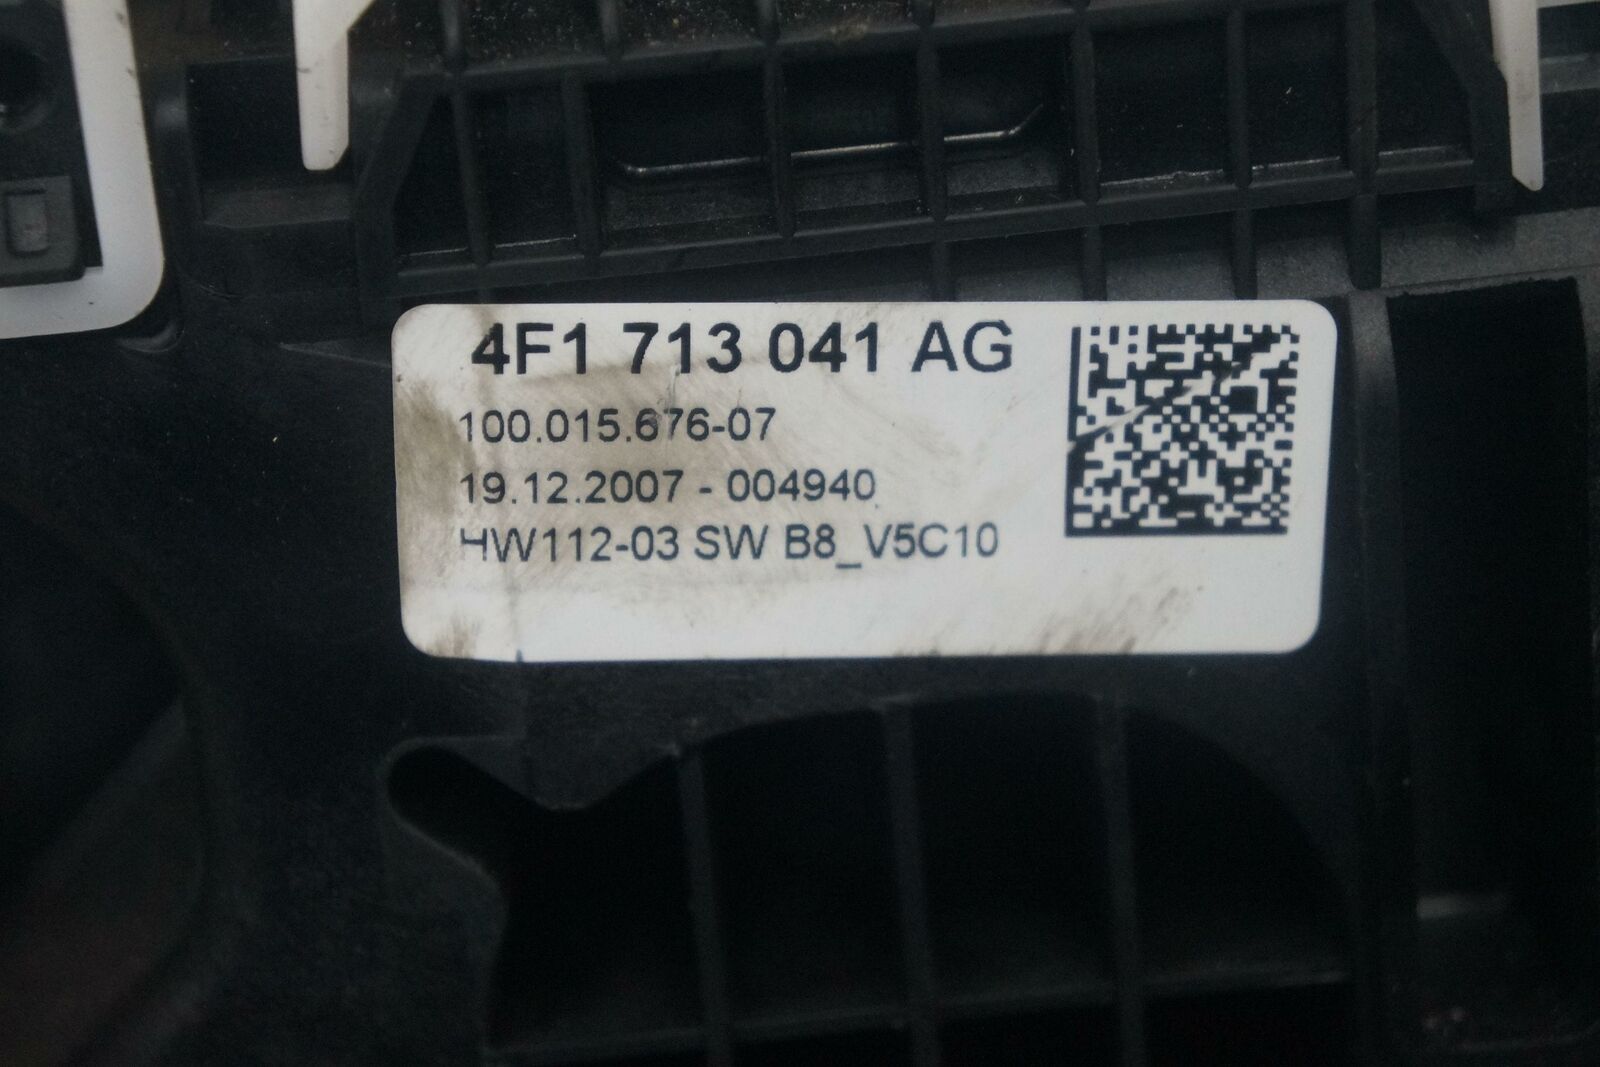 4F1 713 041 AG
100.015.676-07
19.12.2007 - 004940
HW112-03 SW B8_V5C10